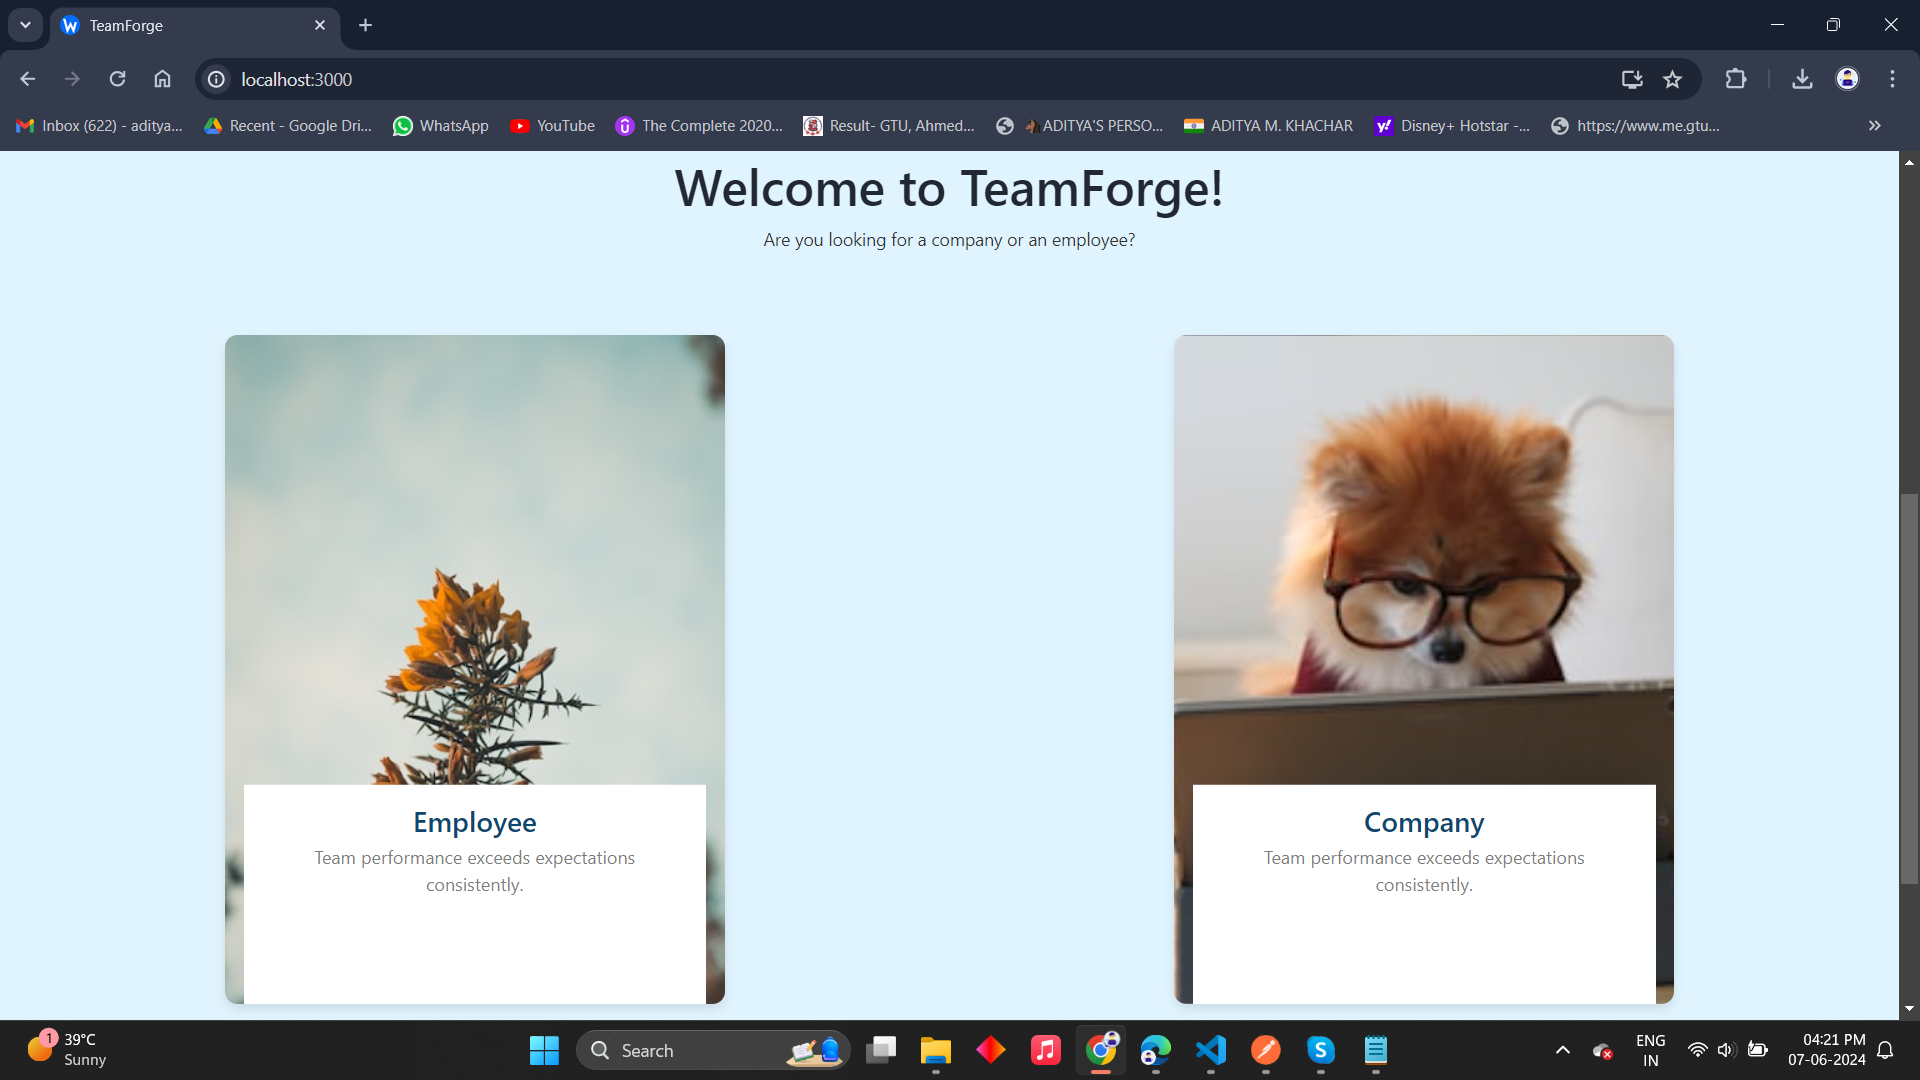 TeamForge
localhost:3000
Inbox (622) - aditya...
Recent - Google Dri...
WhatsApp
YouTube
The Complete 2020...
Result- GTU, Ahmed...
ADITYA'S PERSO...
ADITYA M. KHACHAR
Disney+ Hotstar -...
https://www.me.gtu...
Welcome to TeamForge!
Are you looking for a company or an employee?
Employee
Team performance exceeds expectations
consistently.
Company
Team performance exceeds expectations
consistently.
1
39°C
Sunny
Search
ENG
IN
04:21 PM
07-06-2024